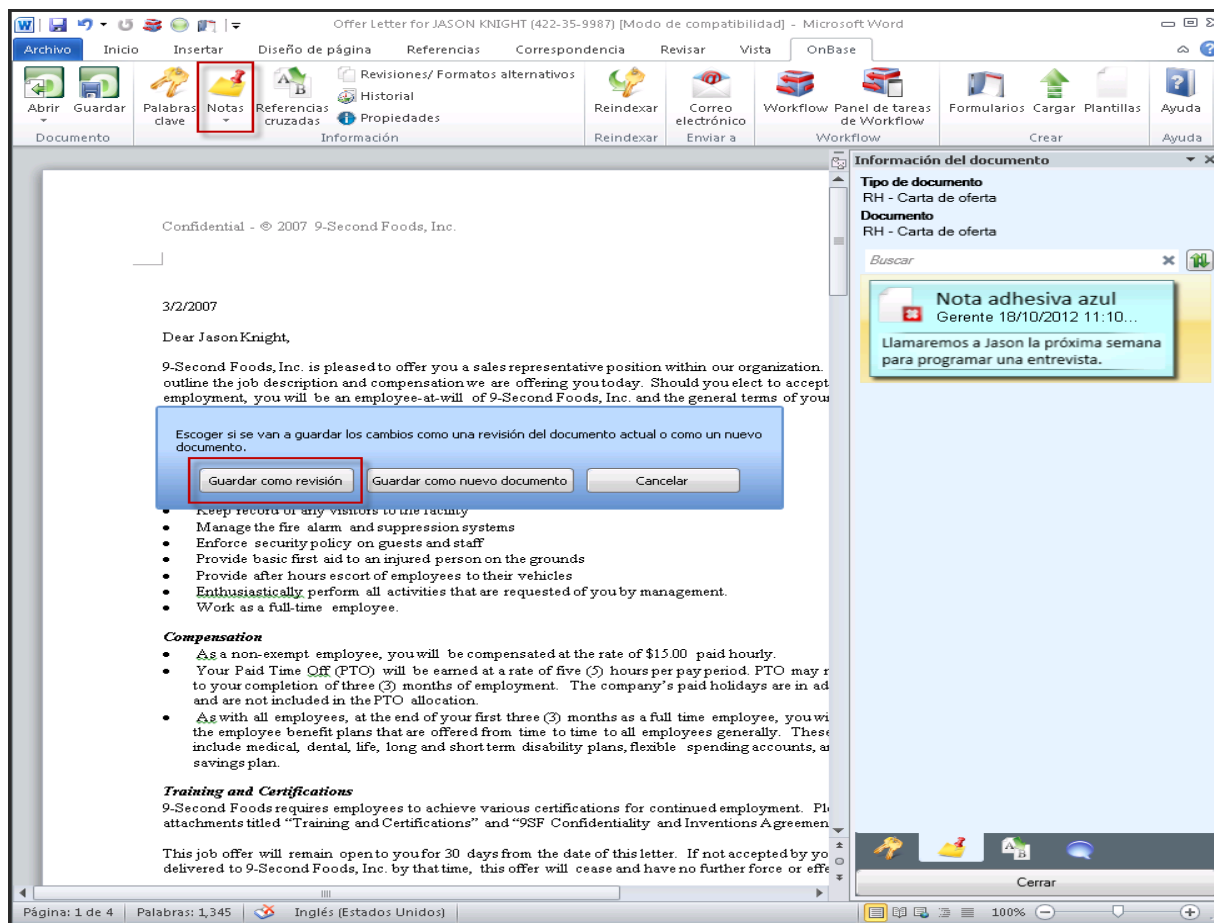 Offer Letter for JASON KNIGHT (422-35-9987) [Modo de compatibilidad] - Microsoft Word
Archivo Inicio Insertar Diseño de página Referencias Correspondencia Revisar Vista OnBase
Abrir Guardar Palabras clave Notas Referencias cruzadas
Revisiones/ Formatos alternativos
Historial
Propiedades
Reindexar Correo electrónico Workflow Panel de tareas de Workflow Formularios Cargar Plantillas Ayuda
Documento Información Reindexar Enviar a Workflow Crear Ayuda
Confidential - © 2007 9-Second Foods, Inc.
3/2/2007
Dear Jason Knight,
9-Second Foods, Inc. is pleased to offer you a sales representative position within our organization.
outline the job description and compensation we are offering you today. Should you elect to accept
employment, you will be an employee-at-will of 9-Second Foods, Inc. and the general terms of your
Escoger si se van a guardar los cambios como una revisión del documento actual o como un nuevo
documento.
Guardar como revisión Guardar como nuevo documento Cancelar
Keep record of any visitors to the facility
• Manage the fire alarm and suppression systems
• Enforce security policy on guests and staff
• Provide basic first aid to an injured person on the grounds
• Provide after hours escort of employees to their vehicles
• Enthusiastically perform all activities that are requested of you by management.
• Work as a full-time employee.
Compensation
• As a non-exempt employee, you will be compensated at the rate of $15.00 paid hourly.
• Your Paid Time Off (PTO) will be earned at a rate of five (5) hours per pay period. PTO may
to your completion of three (3) months of employment. The company's paid holidays are in
and are not included in the PTO allocation.
• As with all employees, at the end of your first three (3) months as a full time employee, you
the employee benefit plans that are offered from time to time to all employees generally. These
include medical, dental, life, long and short term disability plans, flexible spending accounts,
savings plan.
Training and Certifications
9-Second Foods requires employees to achieve various certifications for continued employment.
attachments titled “Training and Certifications” and “9SF Confidentiality and Inventions Agreemen
This job offer will remain open to you for 30 days from the date of this letter. If not accepted by yo
delivered to 9-Second Foods, Inc. by that time, this offer will cease and have no further force or effe
Información del documento
Tipo de documento
RH - Carta de oferta
Documento
RH - Carta de oferta
Buscar
Nota adhesiva azul
Gerente 18/10/2012 11:10...
Llamaremos a Jason la próxima semana
para programar una entrevista.
Cerrar
Página: 1 de 4 Palabras: 1,345 Inglés (Estados Unidos) 100%